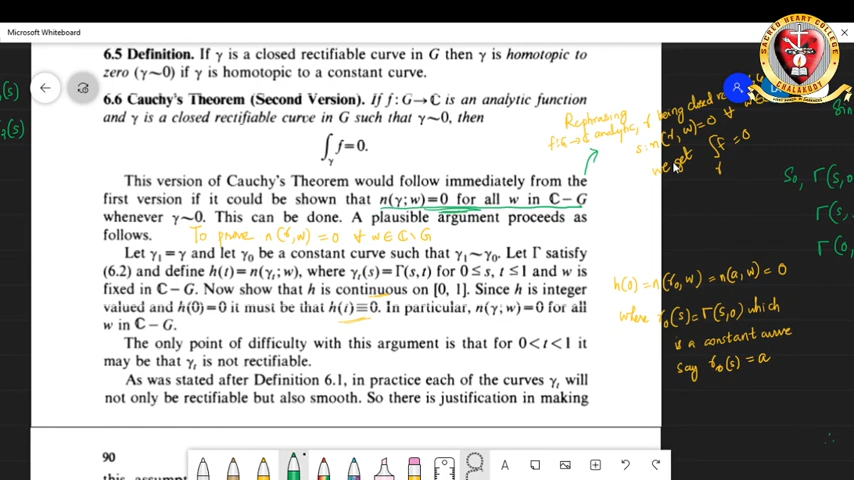 Microsoft Whiteboard
SACRED HEART COLLEGE
CHALAKUDY
6.5 Definition. If γ is a closed rectifiable curve in G then γ is homotopic to
zero (γ~0) if γ is homotopic to a constant curve.
6.6 Cauchy's Theorem (Second Version). If f: G→ℂ is an analytic function
and γ is a closed rectifiable curve in G such that γ~0, then
∫γ f=0.
This version of Cauchy's Theorem would follow immediately from the
first version if it could be shown that n(γ; w)=0 for all w in ℂ−G
whenever γ~0. This can be done. A plausible argument proceeds as
follows.
To prove n(γ, w) = 0 ∀ w∈ℂ\G
Let γ₁=γ and let γ₀ be a constant curve such that γ₁~γ₀. Let Γ satisfy
(6.2) and define h(t)=n(γₜ; w), where γₜ(s)=Γ(s, t) for 0≤s, t≤1 and w is
fixed in ℂ−G. Now show that h is continuous on [0, 1]. Since h is integer
valued and h(0)=0 it must be that h(t)≡0. In particular, n(γ; w)=0 for all
w in ℂ−G.
The only point of difficulty with this argument is that for 0<t<1 it
may be that γₜ is not rectifiable.
As was stated after Definition 6.1, in practice each of the curves γₜ will
not only be rectifiable but also smooth. So there is justification in making
90
Rephrasing
f:G→ℂ analytic, γ being closed
s: n(γ, w)=0 ∀
we get ∫γ f=0
So, Γ(s,0
Γ(s,
Γ(0,
h(0) = n(γ₀, w) = n(a, w) = 0
where γ₀(s) = Γ(s,0) which
is a constant curve
say γ₀(s) = a
∴